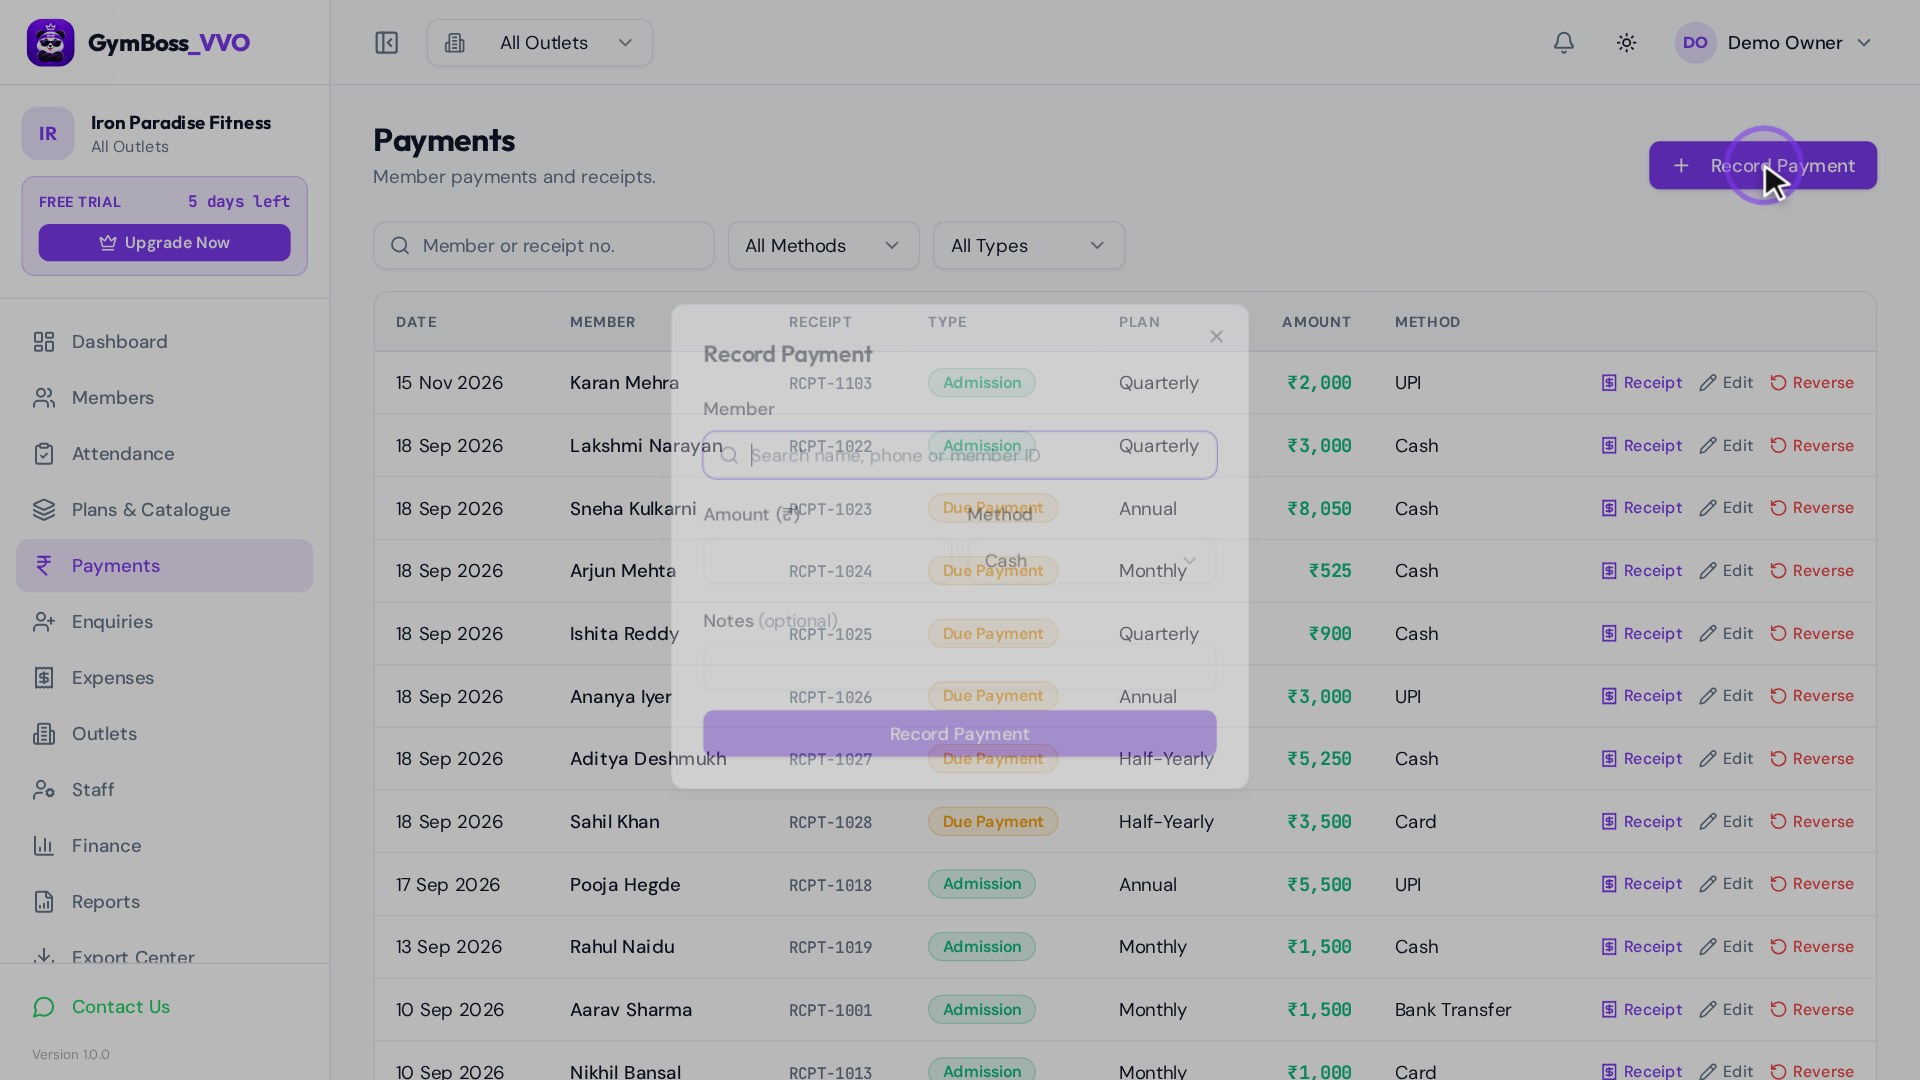 GymBoss_VVO
All Outlets
DO Demo Owner
IR
Iron Paradise Fitness
All Outlets
FREE TRIAL 5 days left
Upgrade Now
Dashboard
Members
Attendance
Plans & Catalogue
Payments
Enquiries
Expenses
Outlets
Staff
Finance
Reports
Export Center
Contact Us
Version 1.0.0
Payments
Member payments and receipts.
+ Record Payment
Member or receipt no.
All Methods
All Types
DATE MEMBER RECEIPT TYPE PLAN AMOUNT METHOD
15 Nov 2026 Karan Mehra RCPT-1103 Admission Quarterly ₹2,000 UPI Receipt Edit Reverse
18 Sep 2026 Lakshmi Narayan RCPT-1022 Admission Quarterly ₹3,000 Cash Receipt Edit Reverse
18 Sep 2026 Sneha Kulkarni RCPT-1023 Due Payment Annual ₹8,050 Cash Receipt Edit Reverse
18 Sep 2026 Arjun Mehta RCPT-1024 Due Payment Monthly ₹525 Cash Receipt Edit Reverse
18 Sep 2026 Ishita Reddy RCPT-1025 Due Payment Quarterly ₹900 Cash Receipt Edit Reverse
18 Sep 2026 Ananya Iyer RCPT-1026 Due Payment Annual ₹3,000 UPI Receipt Edit Reverse
18 Sep 2026 Aditya Deshmukh RCPT-1027 Due Payment Half-Yearly ₹5,250 Cash Receipt Edit Reverse
18 Sep 2026 Sahil Khan RCPT-1028 Due Payment Half-Yearly ₹3,500 Card Receipt Edit Reverse
17 Sep 2026 Pooja Hegde RCPT-1018 Admission Annual ₹5,500 UPI Receipt Edit Reverse
13 Sep 2026 Rahul Naidu RCPT-1019 Admission Monthly ₹1,500 Cash Receipt Edit Reverse
10 Sep 2026 Aarav Sharma RCPT-1001 Admission Monthly ₹1,500 Bank Transfer Receipt Edit Reverse
10 Sep 2026 Nikhil Bansal RCPT-1013 Admission Monthly ₹1,000 Card Receipt Edit Reverse
Record Payment
Member
Search name, phone or member ID
Amount (₹) Method
Cash
Notes (optional)
Record Payment